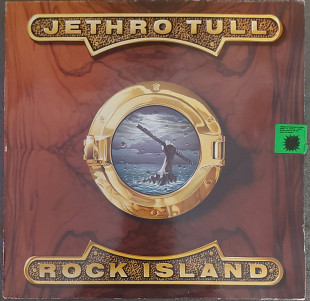 JETHRO TULL
ROCK ISLAND